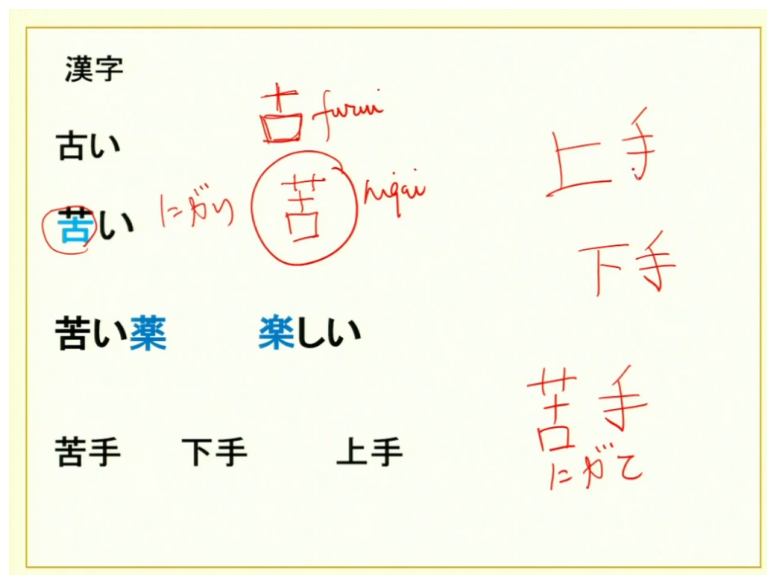 漢字
古い
苦い
苦い薬 楽しい
苦手 下手 上手
古 furui
にがい 苦 nigai
上手
下手
苦手
にがて